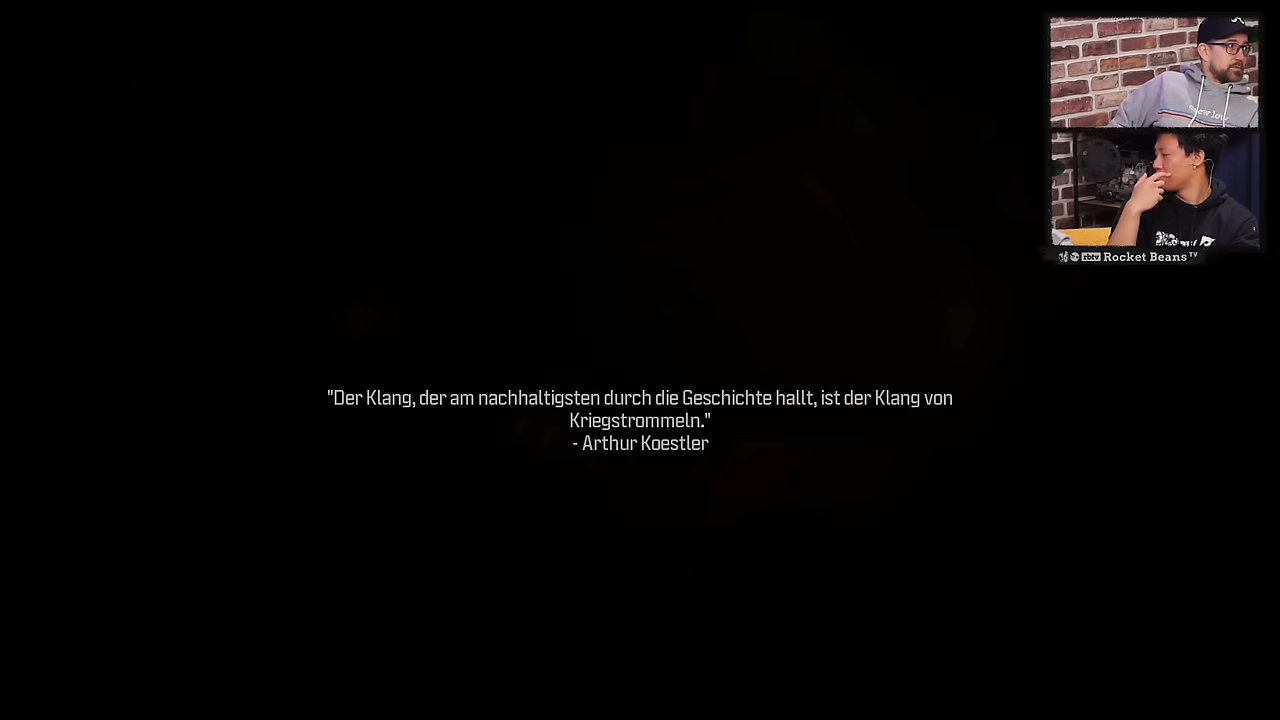 "Der Klang, der am nachhaltigsten durch die Geschichte hallt, ist der Klang von
Kriegstrommeln."
- Arthur Koestler
rbtv Rocket Beans TV